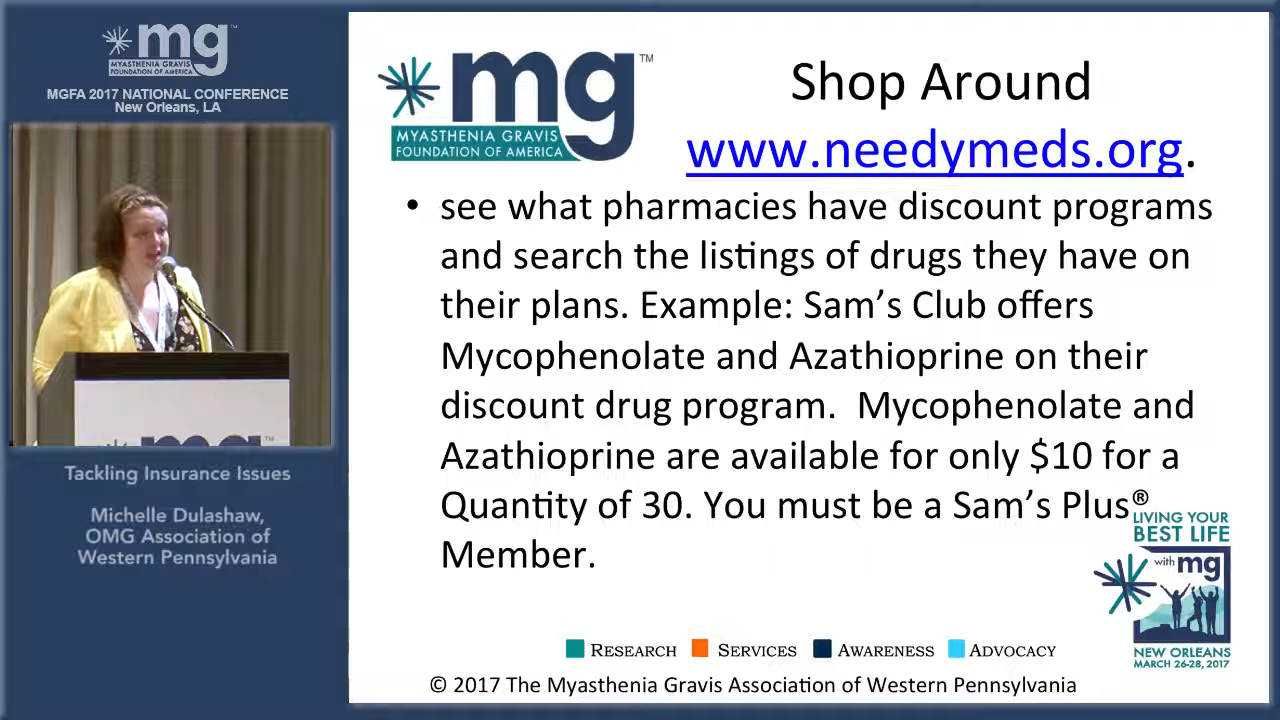 mg™
MYASTHENIA GRAVIS
FOUNDATION OF AMERICA
MGFA 2017 NATIONAL CONFERENCE
New Orleans, LA
mg™
Tackling Insurance Issues
Michelle Dulashaw,
OMG Association of
Western Pennsylvania
mg™
MYASTHENIA GRAVIS
FOUNDATION OF AMERICA
Shop Around
www.needymeds.org.
• see what pharmacies have discount programs
and search the listings of drugs they have on
their plans. Example: Sam’s Club offers
Mycophenolate and Azathioprine on their
discount drug program.  Mycophenolate and
Azathioprine are available for only $10 for a
Quantity of 30. You must be a Sam’s Plus®
Member.
LIVING YOUR
BEST LIFE
with mg
NEW ORLEANS
MARCH 26-28, 2017
RESEARCH SERVICES AWARENESS ADVOCACY
© 2017 The Myasthenia Gravis Association of Western Pennsylvania